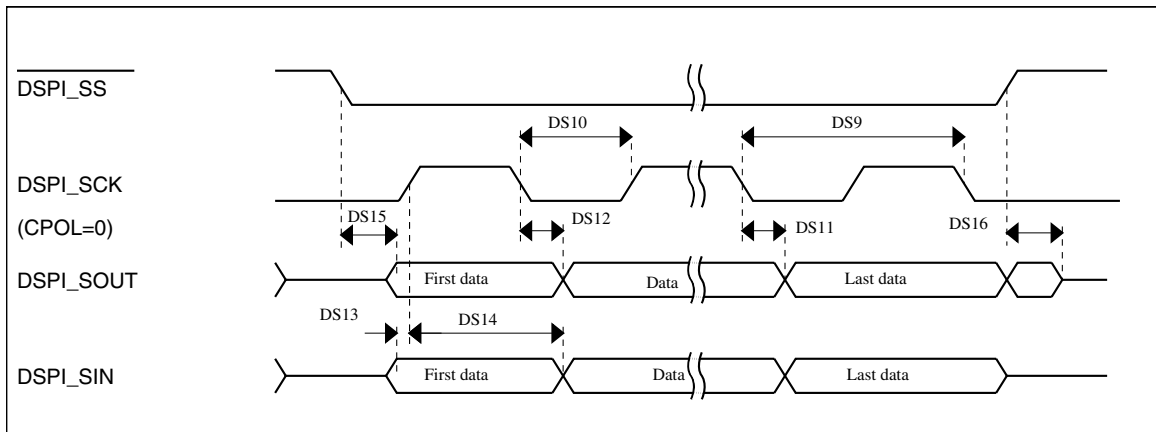 DSPI_SS
DS10
DS9
DSPI_SCK
(CPOL=0)
DS15
DS12
DS11
DS16
DSPI_SOUT
First data
Data
Last data
DS13
DS14
DSPI_SIN
First data
Data
Last data